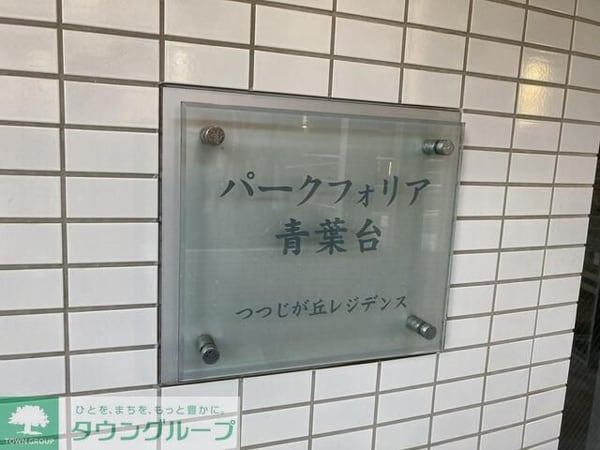 パークフォリア
青葉台
つつじが丘レジデンス
ひとを、まちを、もっと豊かに。
タウングループ
TOWN GROUP